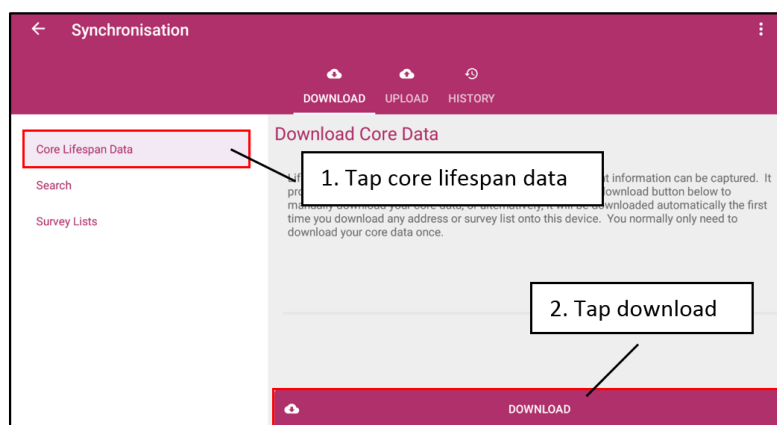 Synchronisation
DOWNLOAD UPLOAD HISTORY
Core Lifespan Data
Search
Survey Lists
Download Core Data
1. Tap core lifespan data
t information can be captured. It
download button below to
manually download your core data, or alternatively, it will be downloaded automatically the first
time you download any address or survey list onto this device. You normally only need to
download your core data once.
2. Tap download
DOWNLOAD